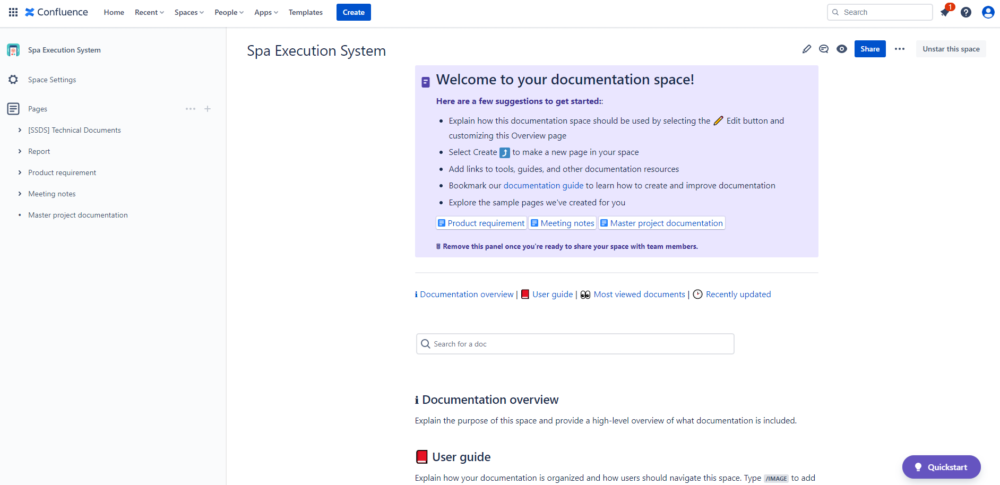 Confluence Home Recent Spaces People Apps Templates Create Search 1
Spa Execution System
Space Settings
Pages
[SSDS] Technical Documents
Report
Product requirement
Meeting notes
Master project documentation
Spa Execution System
Share Unstar this space
Welcome to your documentation space!
Here are a few suggestions to get started::
Explain how this documentation space should be used by selecting the Edit button and
customizing this Overview page
Select Create to make a new page in your space
Add links to tools, guides, and other documentation resources
Bookmark our documentation guide to learn how to create and improve documentation
Explore the sample pages we've created for you
Product requirement Meeting notes Master project documentation
Remove this panel once you're ready to share your space with team members.
ℹ Documentation overview | User guide | Most viewed documents | Recently updated
Search for a doc
ℹ Documentation overview
Explain the purpose of this space and provide a high-level overview of what documentation is included.
User guide
Explain how your documentation is organized and how users should navigate this space. Type /IMAGE to add
Quickstart